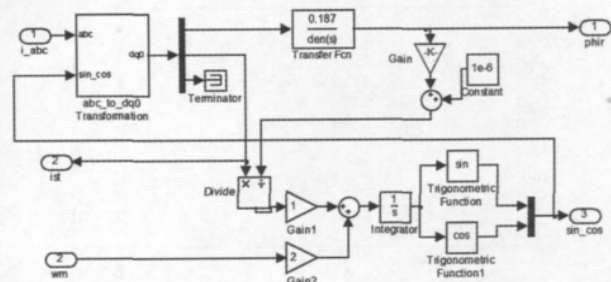 1
i_abc
abc
sin_cos
dq0
abc_to_dq0
Transformation
Terminator
0.187
den(s)
Transfer Fcn
-K-
Gain
1e-6
Constant
1
phir
2
ist
×
÷
Divide
1
Gain1
2
wm
2
Gain2
1
s
Integrator
sin
Trigonometric
Function
cos
Trigonometric
Function1
3
sin_cos